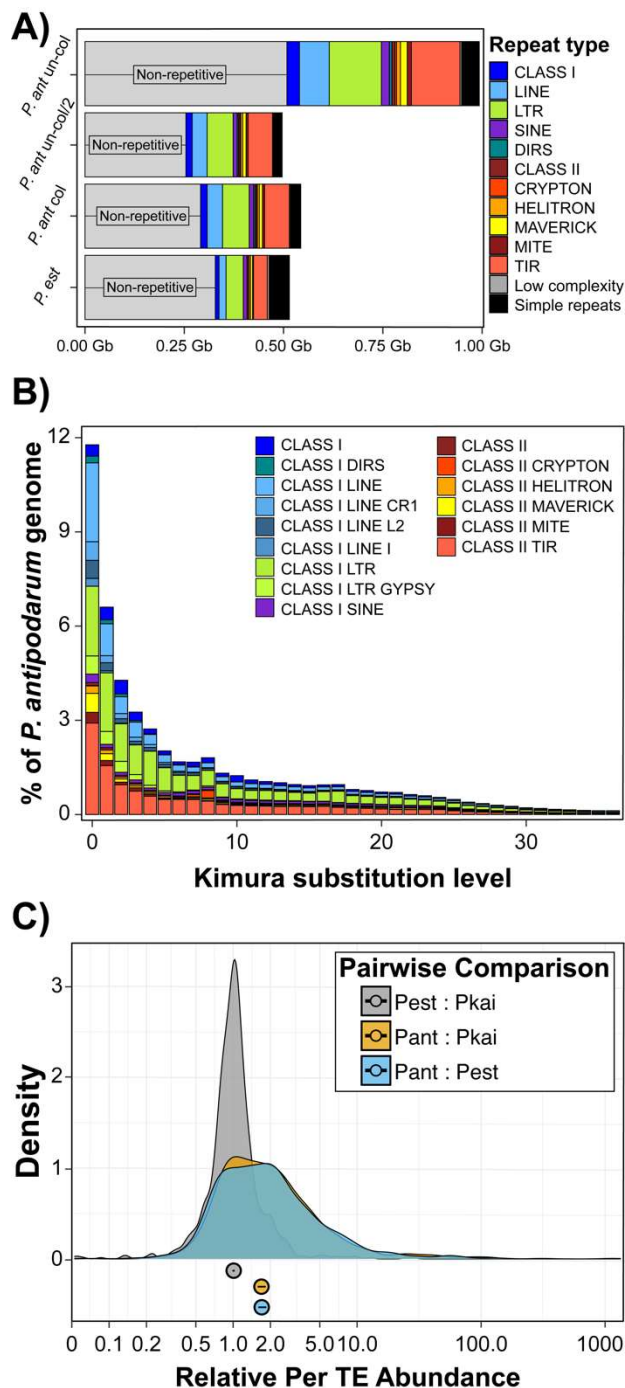 A)
P. ant un-col
Non-repetitive
P. ant un-col/2
Non-repetitive
P. ant col
Non-repetitive
P. est
Non-repetitive
0.00 Gb 0.25 Gb 0.50 Gb 0.75 Gb 1.00 Gb
Repeat type
CLASS I
LINE
LTR
SINE
DIRS
CLASS II
CRYPTON
HELITRON
MAVERICK
MITE
TIR
Low complexity
Simple repeats
B)
% of P. antipodarum genome
12
9
6
3
0
CLASS I
CLASS I DIRS
CLASS I LINE
CLASS I LINE CR1
CLASS I LINE L2
CLASS I LINE I
CLASS I LTR
CLASS I LTR GYPSY
CLASS I SINE
CLASS II
CLASS II CRYPTON
CLASS II HELITRON
CLASS II MAVERICK
CLASS II MITE
CLASS II TIR
0 10 20 30
Kimura substitution level
C)
Density
3
2
1
0
Pairwise Comparison
Pest : Pkai
Pant : Pkai
Pant : Pest
0 0.1 0.2 0.5 1.0 2.0 5.0 10.0 100.0 1000
Relative Per TE Abundance